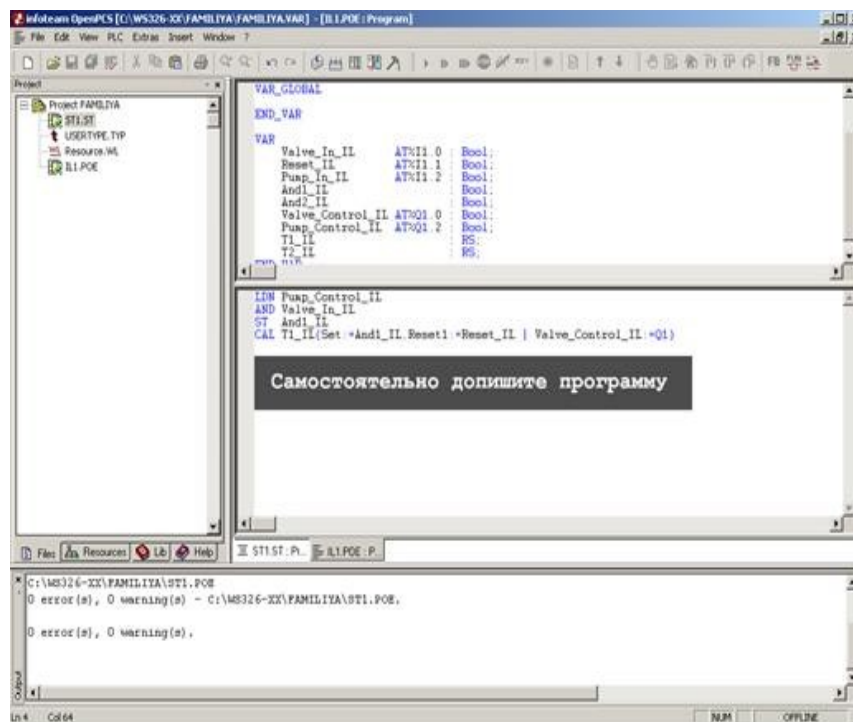 infoteam OpenPCS [C:\WS326-XX\FAMILIYA\FAMILIYA.VAR] - [IL1.POE : Program]
File Edit View PLC Extras Insert Window ?
Project
Project FAMILIYA
ST1.ST
USERTYPE.TYP
Resource.WL
IL1.POE
Files Resources Lib Help
VAR_GLOBAL
END_VAR
VAR
Valve_In_IL AT%I1.0 : Bool;
Reset_IL AT%I1.1 : Bool;
Pump_In_IL AT%I1.2 : Bool;
And1_IL : Bool;
And2_IL : Bool;
Valve_Control_IL AT%Q1.0 : Bool;
Pump_Control_IL AT%Q1.2 : Bool;
T1_IL : RS;
T2_IL : RS;
END_VAR
LDN Pump_Control_IL
AND Valve_In_IL
ST And1_IL
CAL T1_IL(Set:=And1_IL,Reset1:=Reset_IL | Valve_Control_IL:=Q1)
Самостоятельно допишите программу
ST1.ST : Pr... IL1.POE : P...
C:\WS326-XX\FAMILIYA\ST1.POE
0 error(s), 0 warning(s) - C:\WS326-XX\FAMILIYA\ST1.POE.
0 error(s), 0 warning(s).
Output
Ln 4 Col 64 NUM OFFLINE